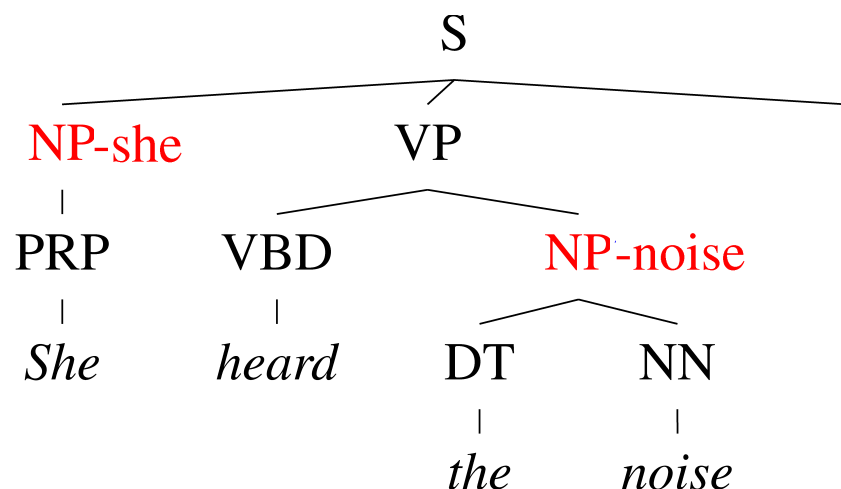 S
NP-she VP
PRP VBD NP-noise
She heard DT NN
the noise